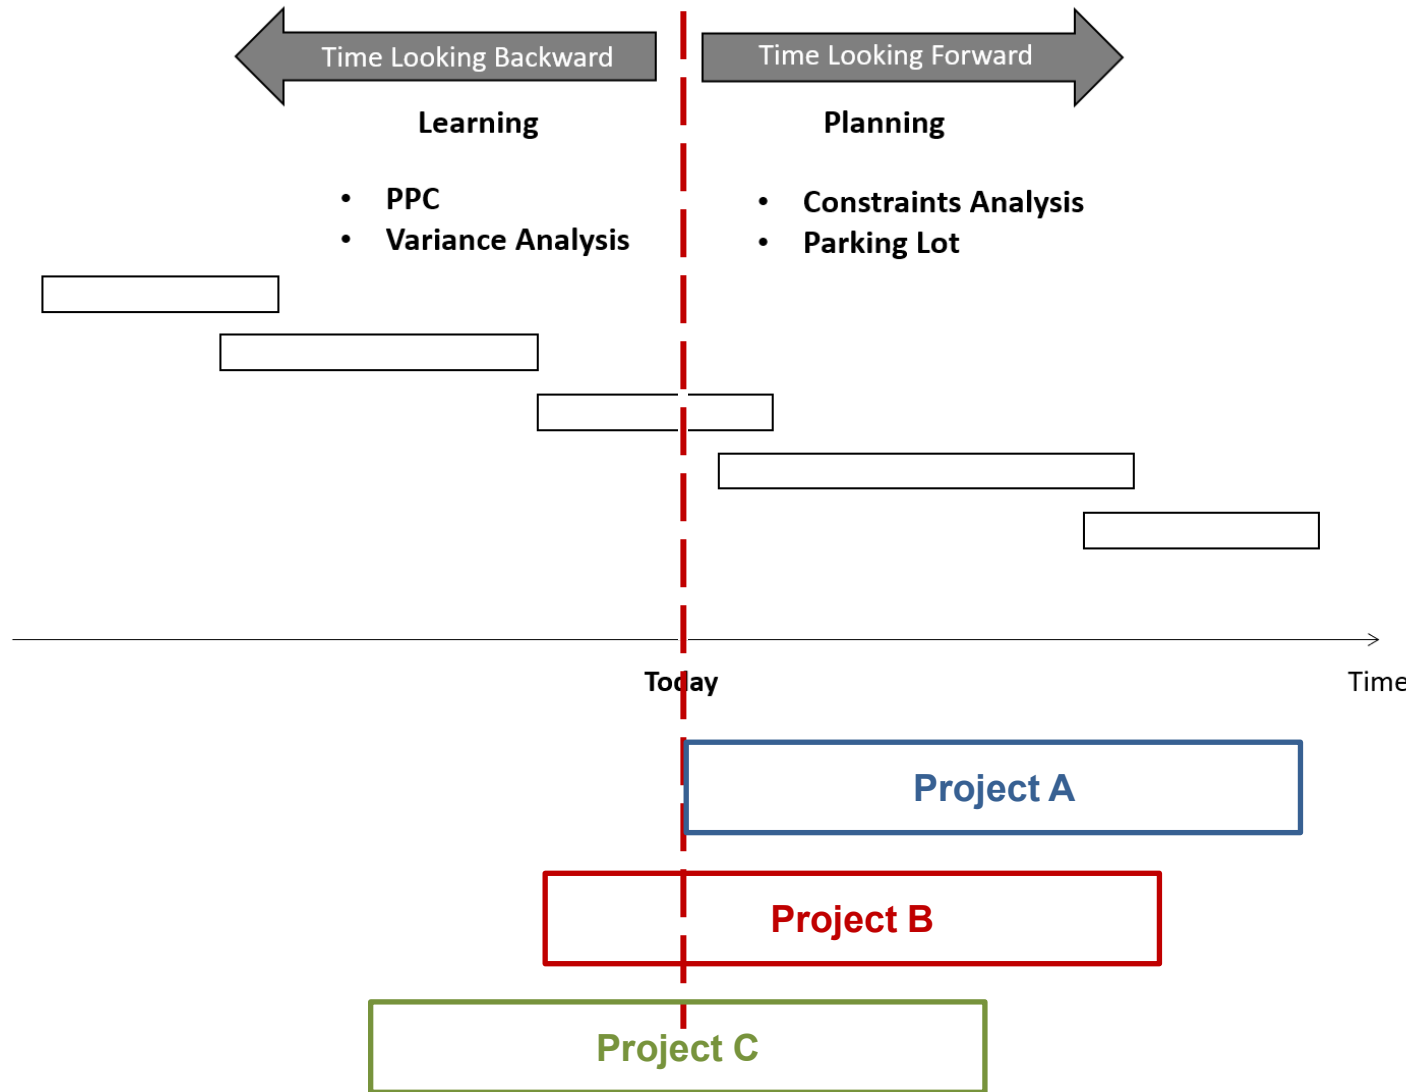 Time Looking Backward
Time Looking Forward
Learning
Planning
• PPC
• Variance Analysis
• Constraints Analysis
• Parking Lot
Today
Time
Project A
Project B
Project C